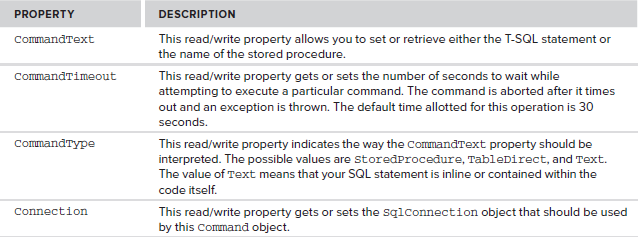 PROPERTY DESCRIPTION
CommandText This read/write property allows you to set or retrieve either the T-SQL statement or
the name of the stored procedure.
CommandTimeout This read/write property gets or sets the number of seconds to wait while
attempting to execute a particular command. The command is aborted after it times
out and an exception is thrown. The default time allotted for this operation is 30
seconds.
CommandType This read/write property indicates the way the CommandText property should be
interpreted. The possible values are StoredProcedure, TableDirect, and Text.
The value of Text means that your SQL statement is inline or contained within the
code itself.
Connection This read/write property gets or sets the SqlConnection object that should be used
by this Command object.